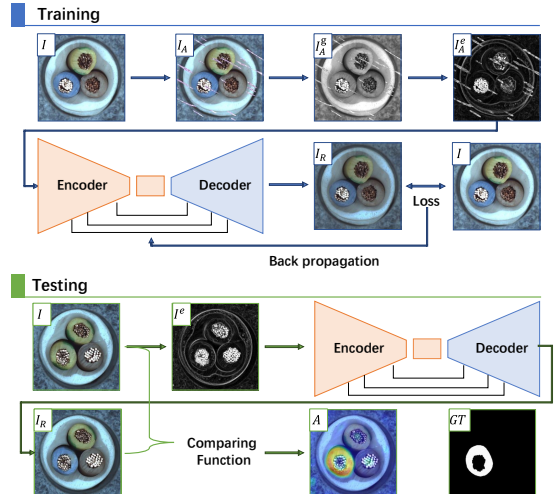 Training
I
I_A
I_A^g
I_A^e
Encoder
Decoder
I_R
I
Loss
Back propagation
Testing
I
I^e
Encoder
Decoder
I_R
Comparing
Function
A
GT